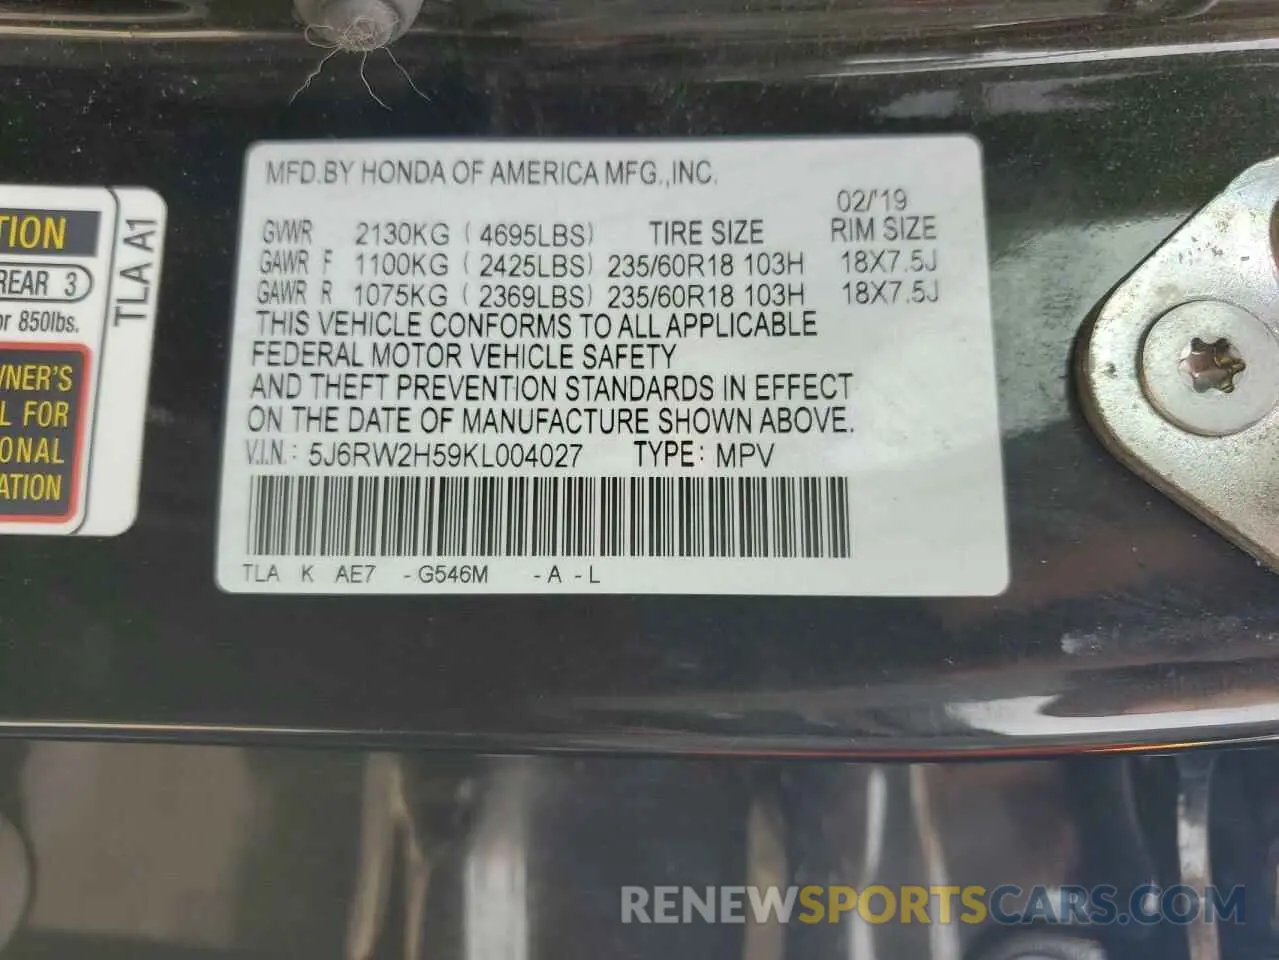 MFD.BY HONDA OF AMERICA MFG.,INC.
02/'19
GVWR 2130KG ( 4695LBS) TIRE SIZE RIM SIZE
GAWR F 1100KG ( 2425LBS) 235/60R18 103H 18X7.5J
GAWR R 1075KG ( 2369LBS) 235/60R18 103H 18X7.5J
THIS VEHICLE CONFORMS TO ALL APPLICABLE
FEDERAL MOTOR VEHICLE SAFETY
AND THEFT PREVENTION STANDARDS IN EFFECT
ON THE DATE OF MANUFACTURE SHOWN ABOVE.
V.I.N.: 5J6RW2H59KL004027 TYPE: MPV
TLA K AE7 -G546M -A -L
TION
REAR 3
or 850lbs.
WNER'S
L FOR
ONAL
ATION
TLA A1
RENEWSPORTSCARS.COM